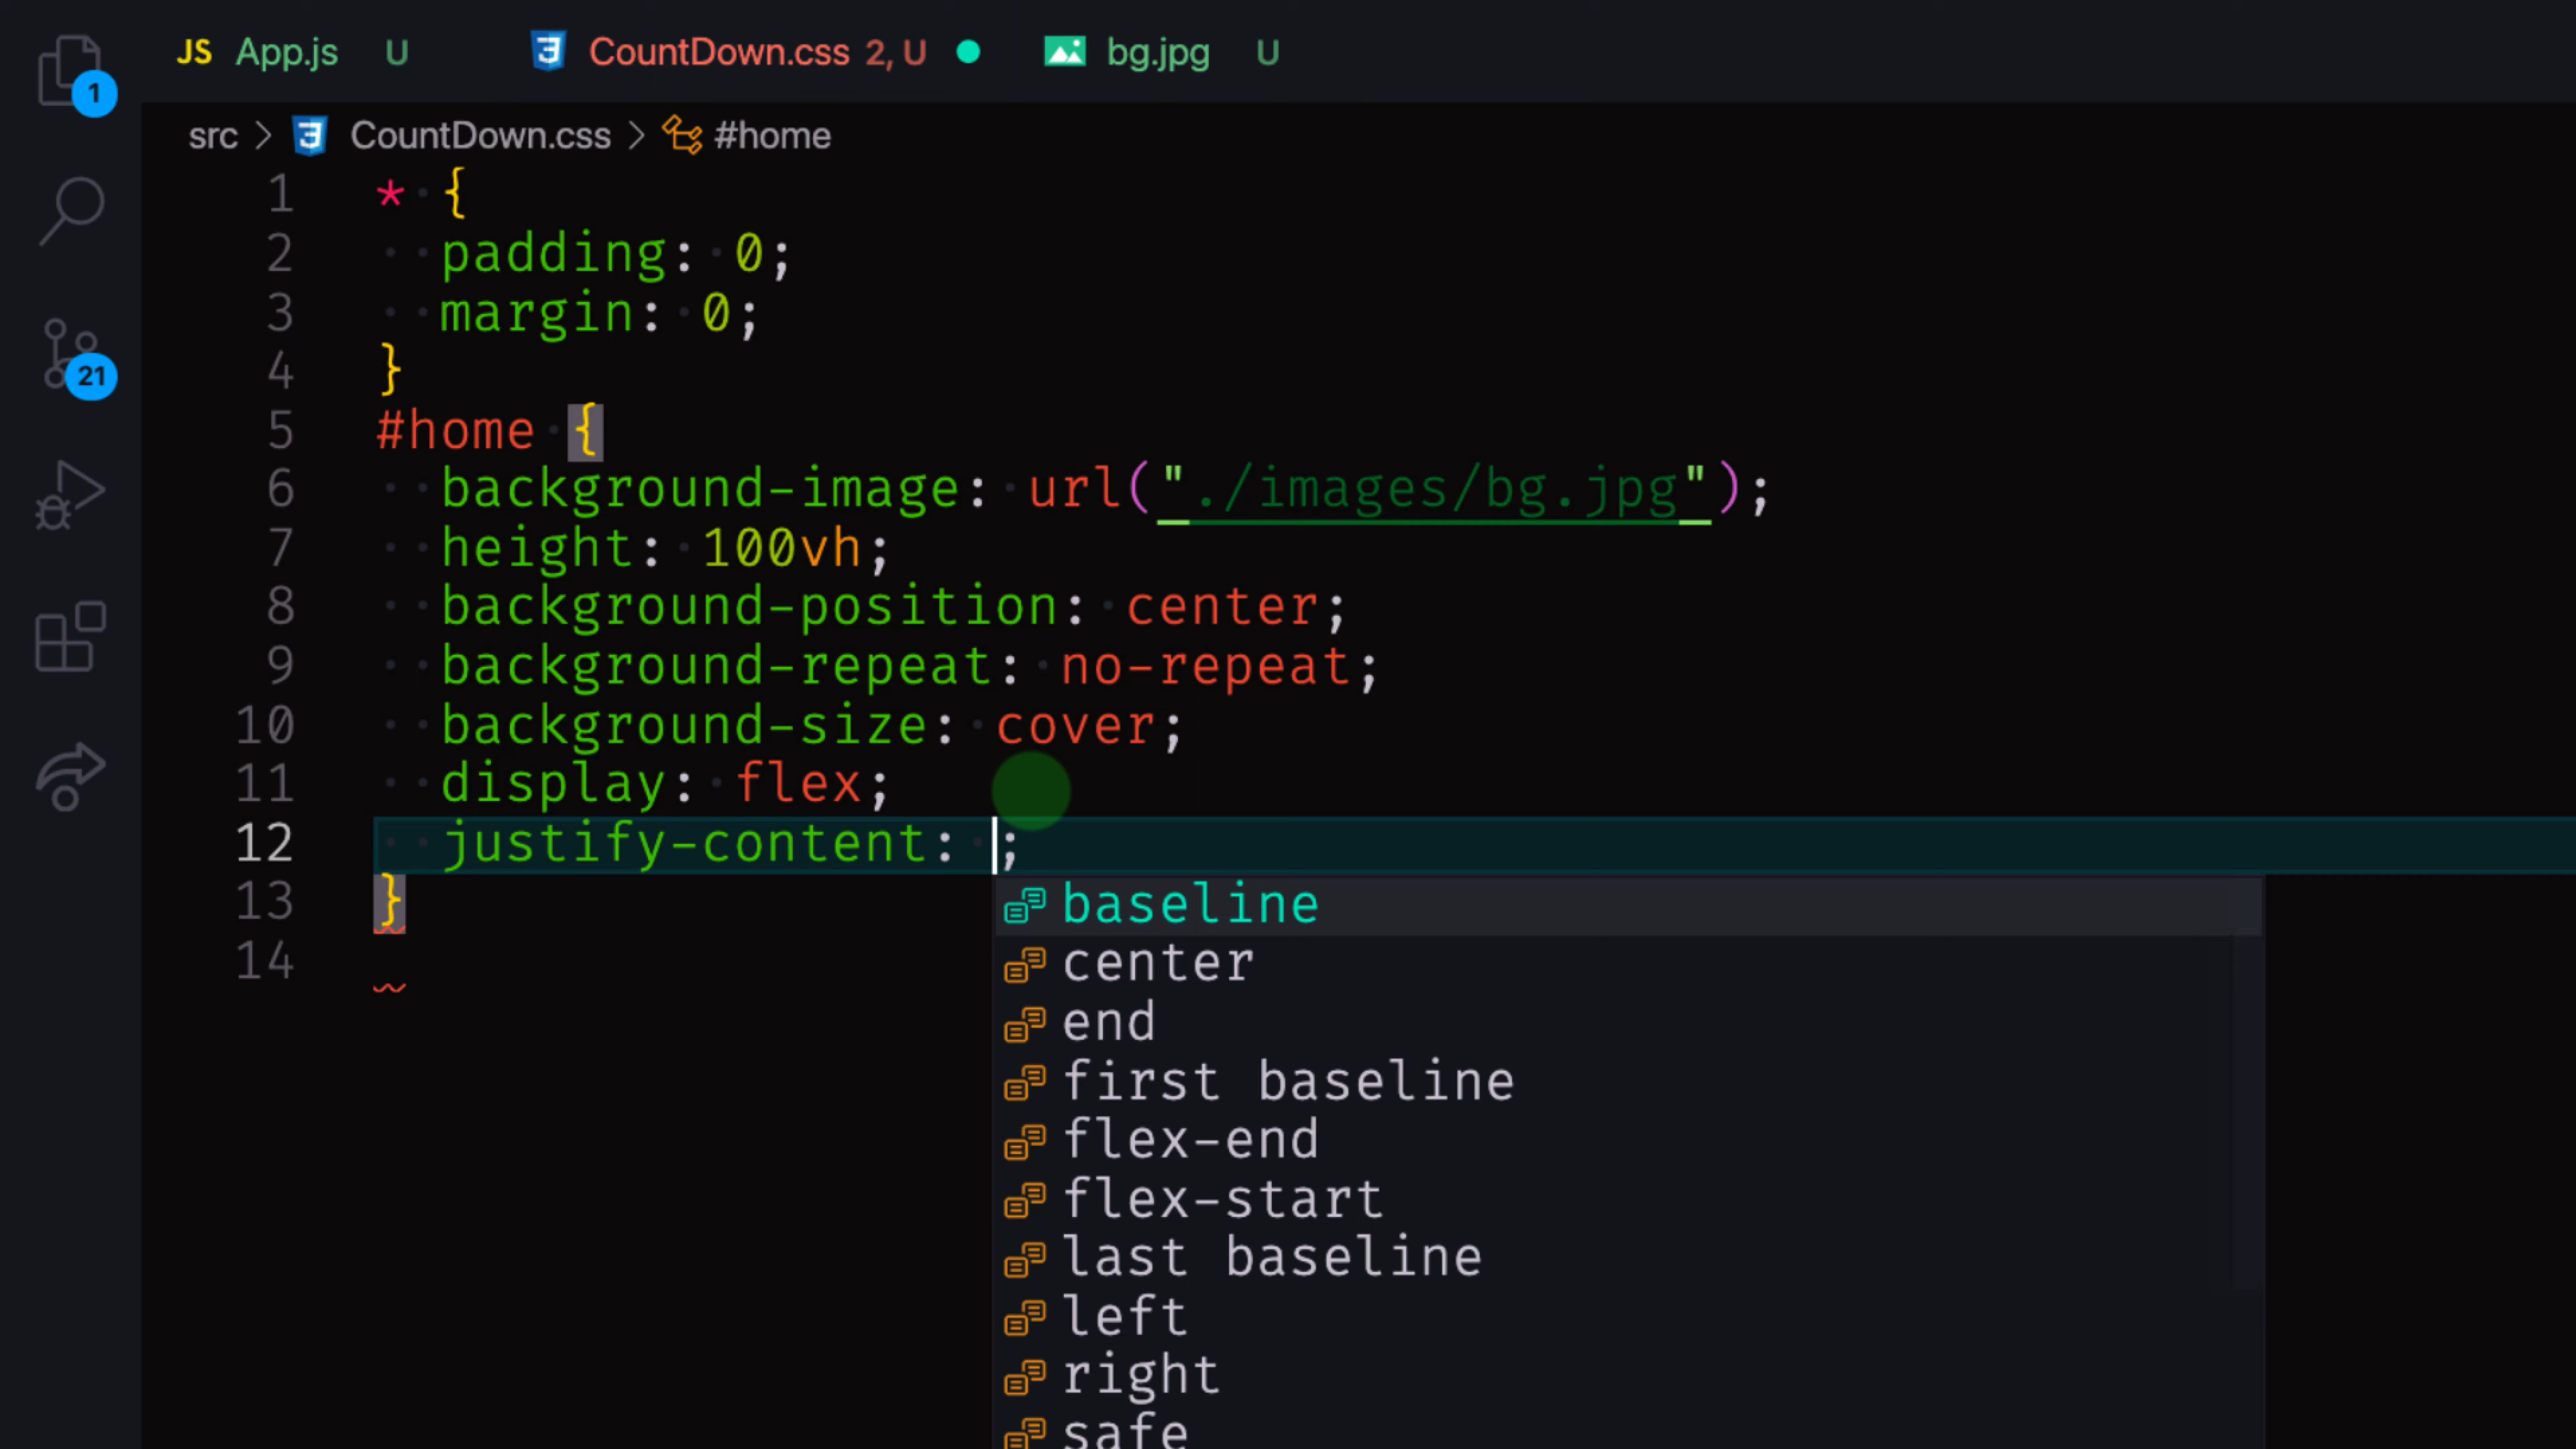 JS App.js U CountDown.css 2, U bg.jpg U
1
src > CountDown.css > #home
1 * {
2 padding: 0;
3 margin: 0;
4 }
5 #home {
6 background-image: url("./images/bg.jpg");
7 height: 100vh;
8 background-position: center;
9 background-repeat: no-repeat;
10 background-size: cover;
11 display: flex;
12 justify-content: ;
13 }
14
21
baseline
center
end
first baseline
flex-end
flex-start
last baseline
left
right
safe